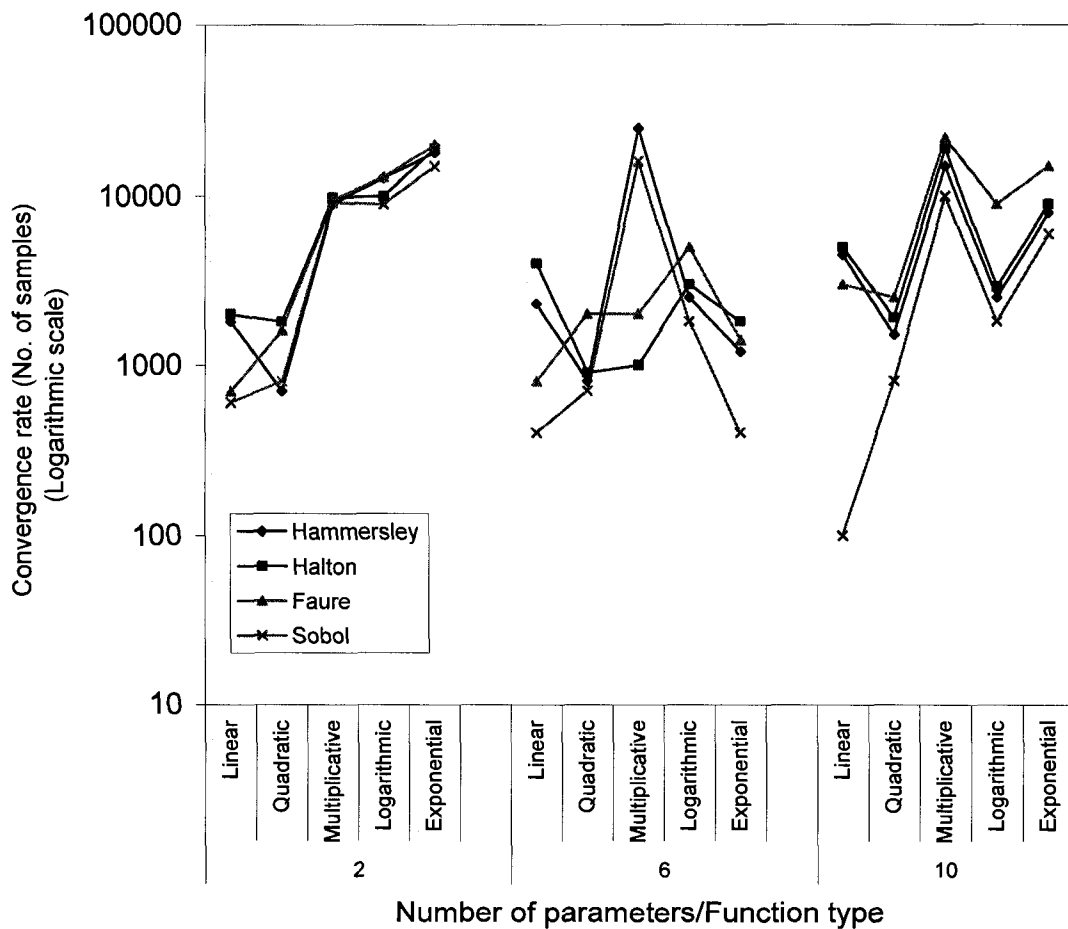 100000
10000
1000
100
10
Convergence rate (No. of samples)
(Logarithmic scale)
Hammersley
Halton
Faure
Sobol
Linear
Quadratic
Multiplicative
Logarithmic
Exponential
Linear
Quadratic
Multiplicative
Logarithmic
Exponential
Linear
Quadratic
Multiplicative
Logarithmic
Exponential
2
6
10
Number of parameters/Function type